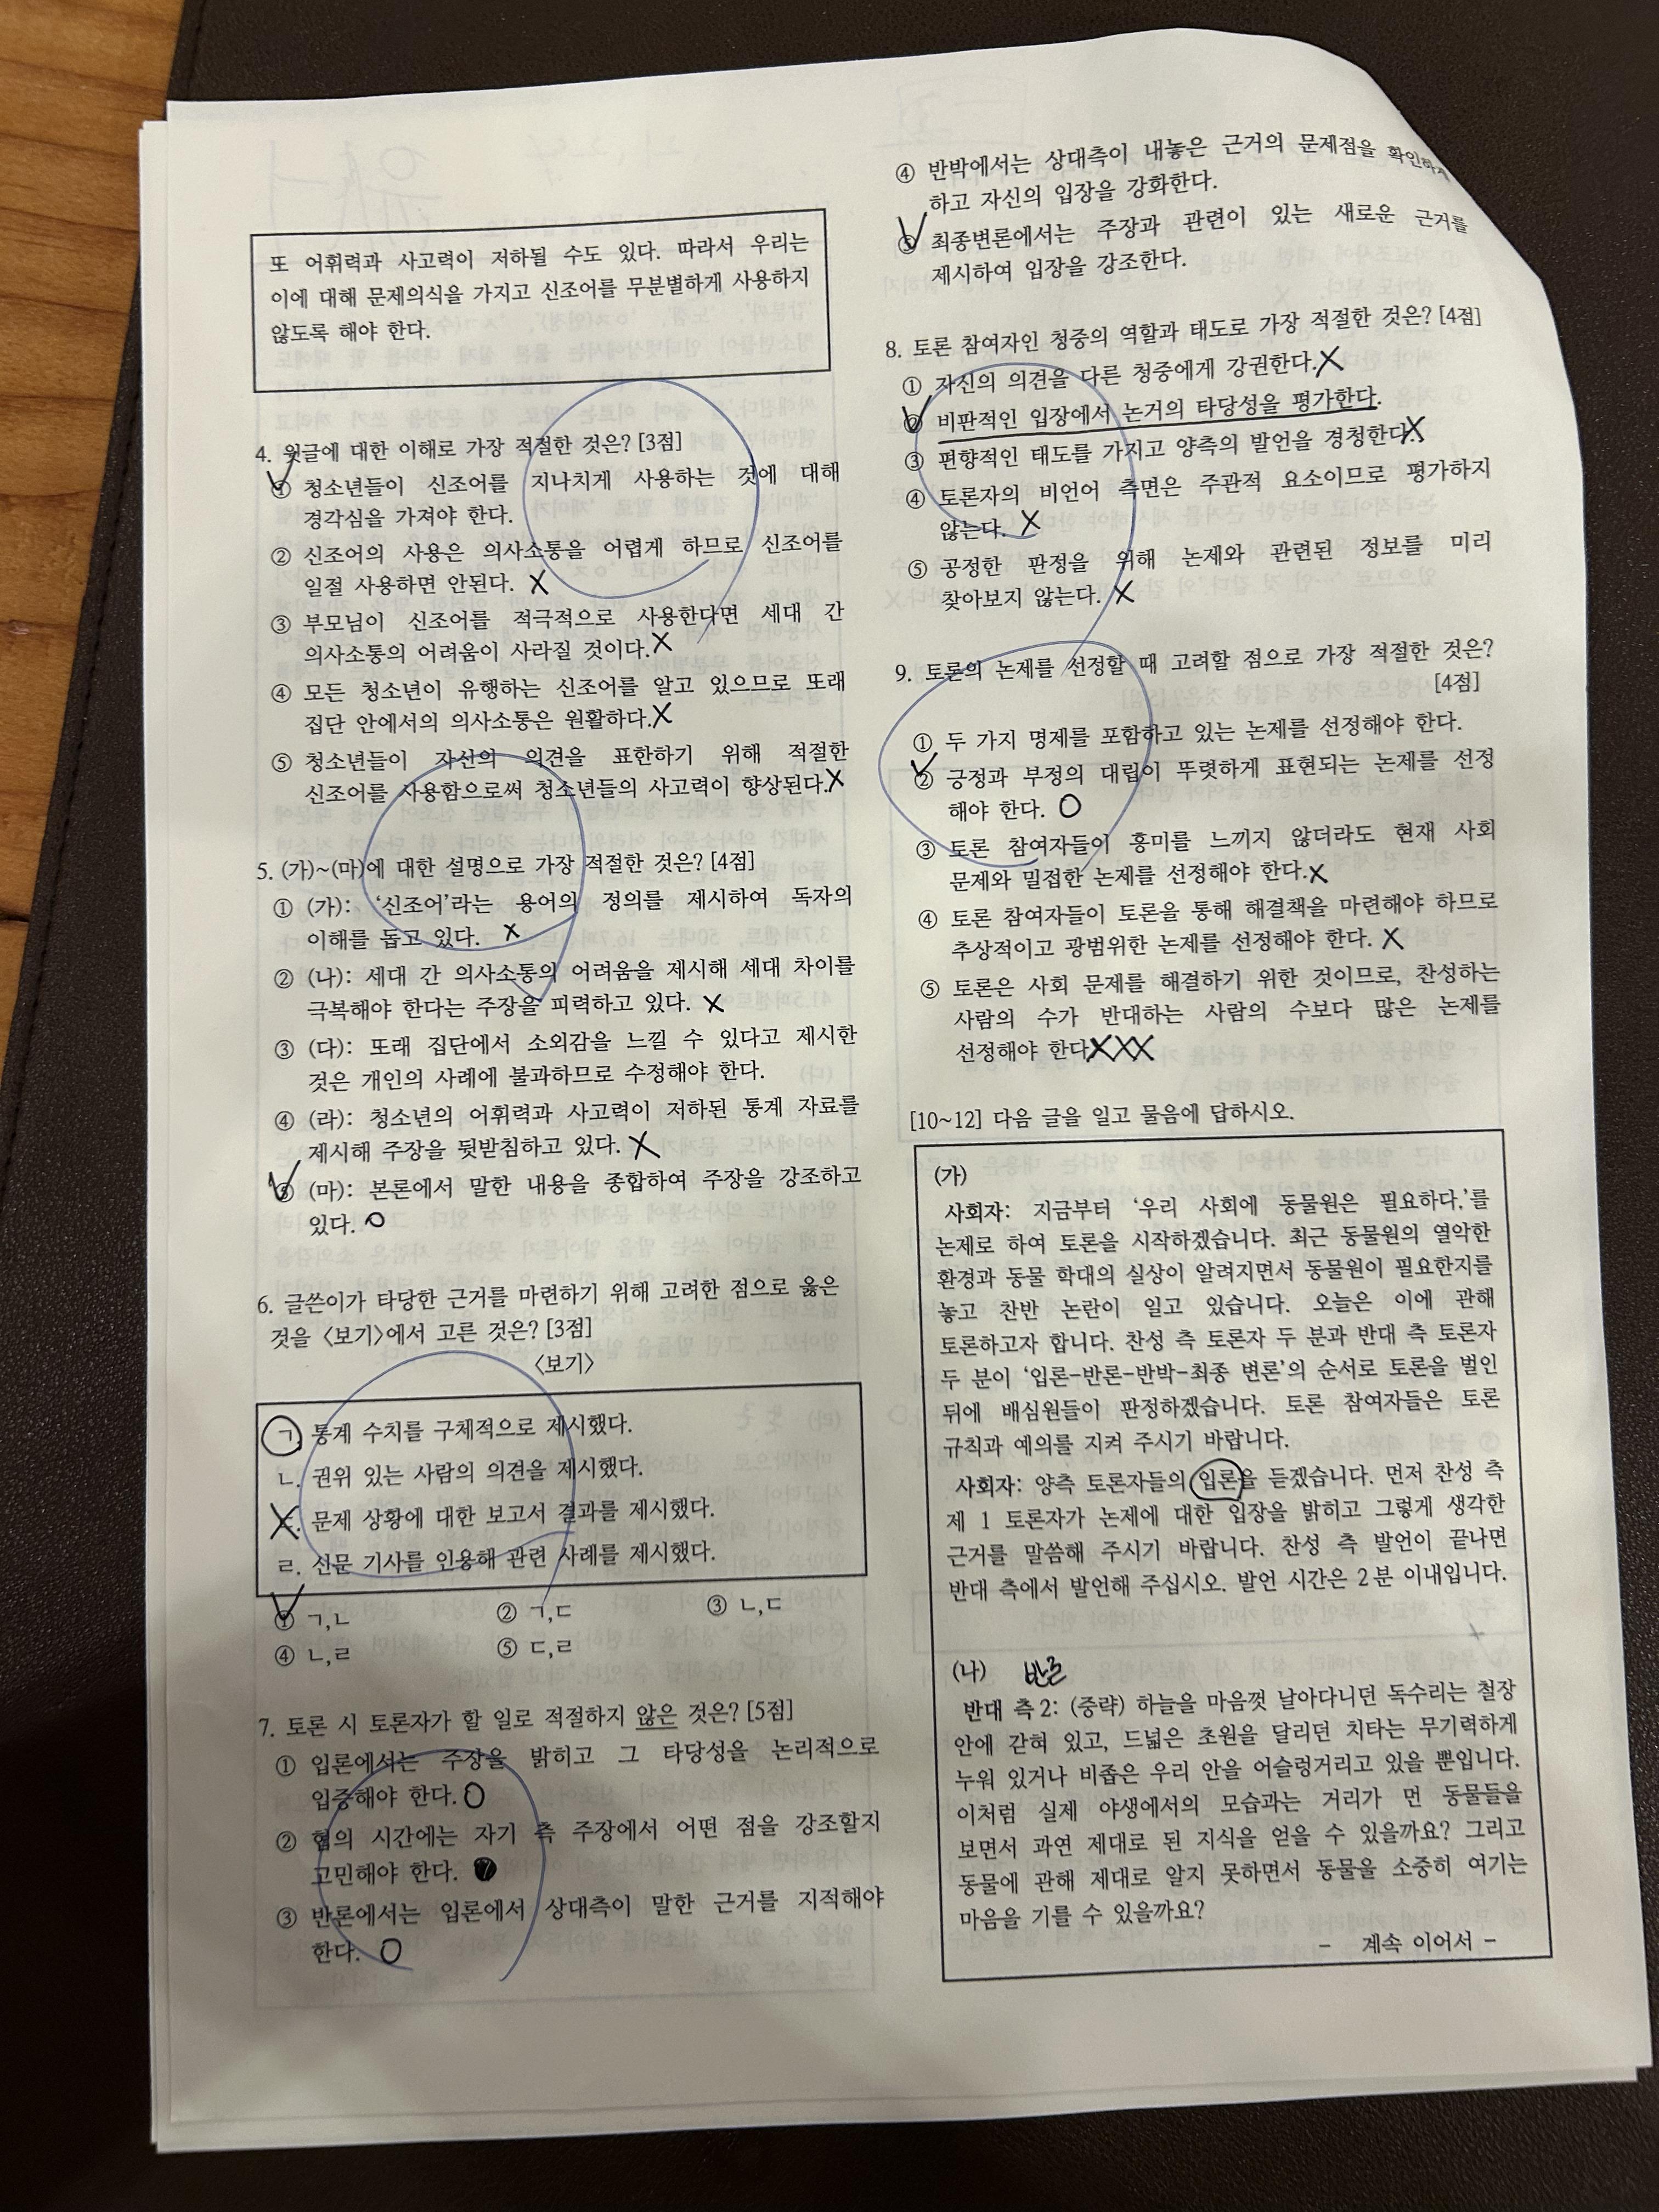 또 어휘력과 사고력이 저하될 수도 있다. 따라서 우리는
이에 대해 문제의식을 가지고 신조어를 무분별하게 사용하지
않도록 해야 한다.
4. 윗글에 대한 이해로 가장 적절한 것은? [3점]
① 청소년들이 신조어를 지나치게 사용하는 것에 대해
경각심을 가져야 한다.
② 신조어의 사용은 의사소통을 어렵게 하므로 신조어를
일절 사용하면 안된다. X
③ 부모님이 신조어를 적극적으로 사용한다면 세대 간
의사소통의 어려움이 사라질 것이다. X
④ 모든 청소년이 유행하는 신조어를 알고 있으므로 또래
집단 안에서의 의사소통은 원활하다. X
⑤ 청소년들이 자신의 의견을 표한하기 위해 적절한
신조어를 사용함으로써 청소년들의 사고력이 향상된다. X
5. (가)~(마)에 대한 설명으로 가장 적절한 것은? [4점]
① (가): ‘신조어’라는 용어의 정의를 제시하여 독자의
이해를 돕고 있다. X
② (나): 세대 간 의사소통의 어려움을 제시해 세대 차이를
극복해야 한다는 주장을 피력하고 있다. X
③ (다): 또래 집단에서 소외감을 느낄 수 있다고 제시한
것은 개인의 사례에 불과하므로 수정해야 한다.
④ (라): 청소년의 어휘력과 사고력이 저하된 통계 자료를
제시해 주장을 뒷받침하고 있다. X
⑤ (마): 본론에서 말한 내용을 종합하여 주장을 강조하고
있다. O
6. 글쓴이가 타당한 근거를 마련하기 위해 고려한 점으로 옳은
것을 〈보기〉에서 고른 것은? [3점]
〈보기〉
ㄱ. 통계 수치를 구체적으로 제시했다.
ㄴ. 권위 있는 사람의 의견을 제시했다.
ㄷ. 문제 상황에 대한 보고서 결과를 제시했다.
ㄹ. 신문 기사를 인용해 관련 사례를 제시했다.
① ㄱ,ㄴ ② ㄱ,ㄷ ③ ㄴ,ㄷ
④ ㄴ,ㄹ ⑤ ㄷ,ㄹ
7. 토론 시 토론자가 할 일로 적절하지 않은 것은? [5점]
① 입론에서는 주장을 밝히고 그 타당성을 논리적으로
입증해야 한다. O
② 협의 시간에는 자기 측 주장에서 어떤 점을 강조할지
고민해야 한다.
③ 반론에서는 입론에서 상대측이 말한 근거를 지적해야
한다. O
④ 반박에서는 상대측이 내놓은 근거의 문제점을 확인하게
하고 자신의 입장을 강화한다.
⑤ 최종변론에서는 주장과 관련이 있는 새로운 근거를
제시하여 입장을 강조한다.
8. 토론 참여자인 청중의 역할과 태도로 가장 적절한 것은? [4점]
① 자신의 의견을 다른 청중에게 강권한다. X
② 비판적인 입장에서 논거의 타당성을 평가한다.
③ 편향적인 태도를 가지고 양측의 발언을 경청한다. X
④ 토론자의 비언어 측면은 주관적 요소이므로 평가하지
않는다. X
⑤ 공정한 판정을 위해 논제와 관련된 정보를 미리
찾아보지 않는다. X
9. 토론의 논제를 선정할 때 고려할 점으로 가장 적절한 것은?
[4점]
① 두 가지 명제를 포함하고 있는 논제를 선정해야 한다.
② 긍정과 부정의 대립이 뚜렷하게 표현되는 논제를 선정
해야 한다. O
③ 토론 참여자들이 흥미를 느끼지 않더라도 현재 사회
문제와 밀접한 논제를 선정해야 한다. X
④ 토론 참여자들이 토론을 통해 해결책을 마련해야 하므로
추상적이고 광범위한 논제를 선정해야 한다. X
⑤ 토론은 사회 문제를 해결하기 위한 것이므로, 찬성하는
사람의 수가 반대하는 사람의 수보다 많은 논제를
선정해야 한다 XXX
[10~12] 다음 글을 일고 물음에 답하시오.
(가)
사회자: 지금부터 ‘우리 사회에 동물원은 필요하다.’를
논제로 하여 토론을 시작하겠습니다. 최근 동물원의 열악한
환경과 동물 학대의 실상이 알려지면서 동물원이 필요한지를
놓고 찬반 논란이 일고 있습니다. 오늘은 이에 관해
토론하고자 합니다. 찬성 측 토론자 두 분과 반대 측 토론자
두 분이 ‘입론-반론-반박-최종 변론’의 순서로 토론을 벌인
뒤에 배심원들이 판정하겠습니다. 토론 참여자들은 토론
규칙과 예의를 지켜 주시기 바랍니다.
사회자: 양측 토론자들의 입론을 듣겠습니다. 먼저 찬성 측
제 1 토론자가 논제에 대한 입장을 밝히고 그렇게 생각한
근거를 말씀해 주시기 바랍니다. 찬성 측 발언이 끝나면
반대 측에서 발언해 주십시오. 발언 시간은 2분 이내입니다.
(나) 반론
반대 측 2: (중략) 하늘을 마음껏 날아다니던 독수리는 철장
안에 갇혀 있고, 드넓은 초원을 달리던 치타는 무기력하게
누워 있거나 비좁은 우리 안을 어슬렁거리고 있을 뿐입니다.
이처럼 실제 야생에서의 모습과는 거리가 먼 동물들을
보면서 과연 제대로 된 지식을 얻을 수 있을까요? 그리고
동물에 관해 제대로 알지 못하면서 동물을 소중히 여기는
마음을 기를 수 있을까요?
- 계속 이어서 -